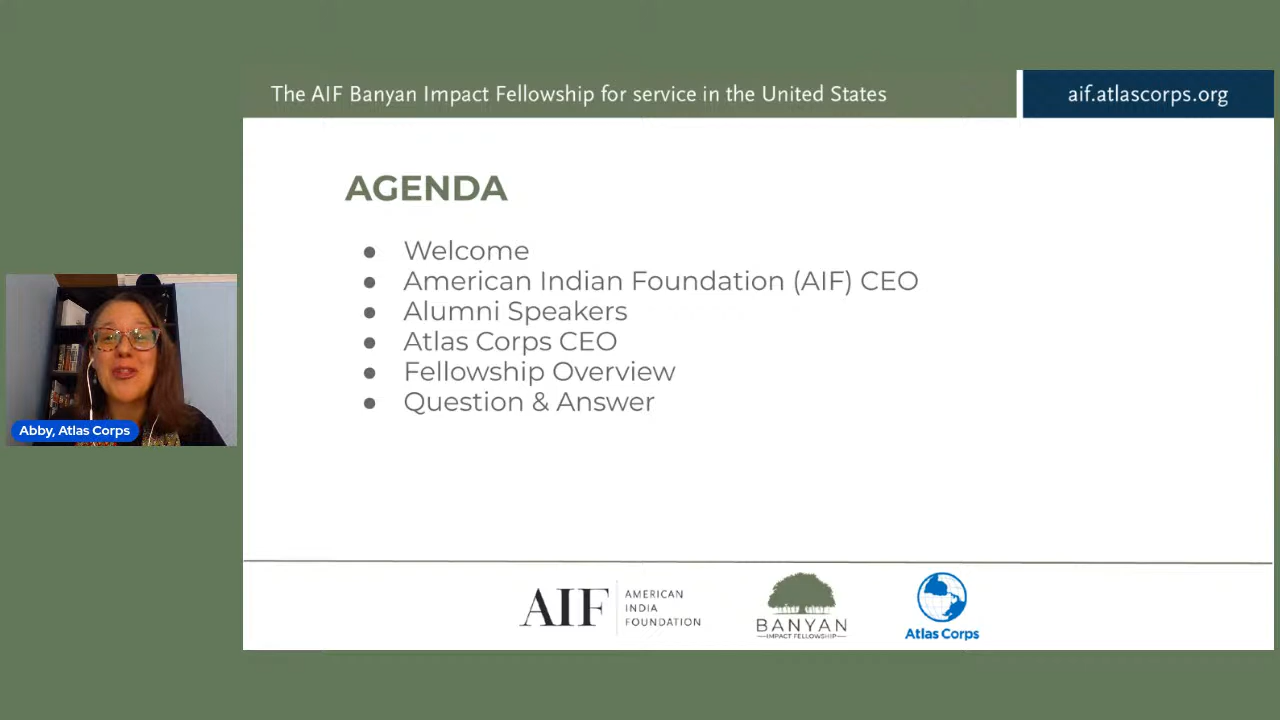 The AIF Banyan Impact Fellowship for service in the United States
aif.atlascorps.org
AGENDA
● Welcome
● American Indian Foundation (AIF) CEO
● Alumni Speakers
● Atlas Corps CEO
● Fellowship Overview
● Question & Answer
Abby, Atlas Corps
AIF
AMERICAN
INDIA
FOUNDATION
BANYAN
IMPACT FELLOWSHIP
Atlas Corps